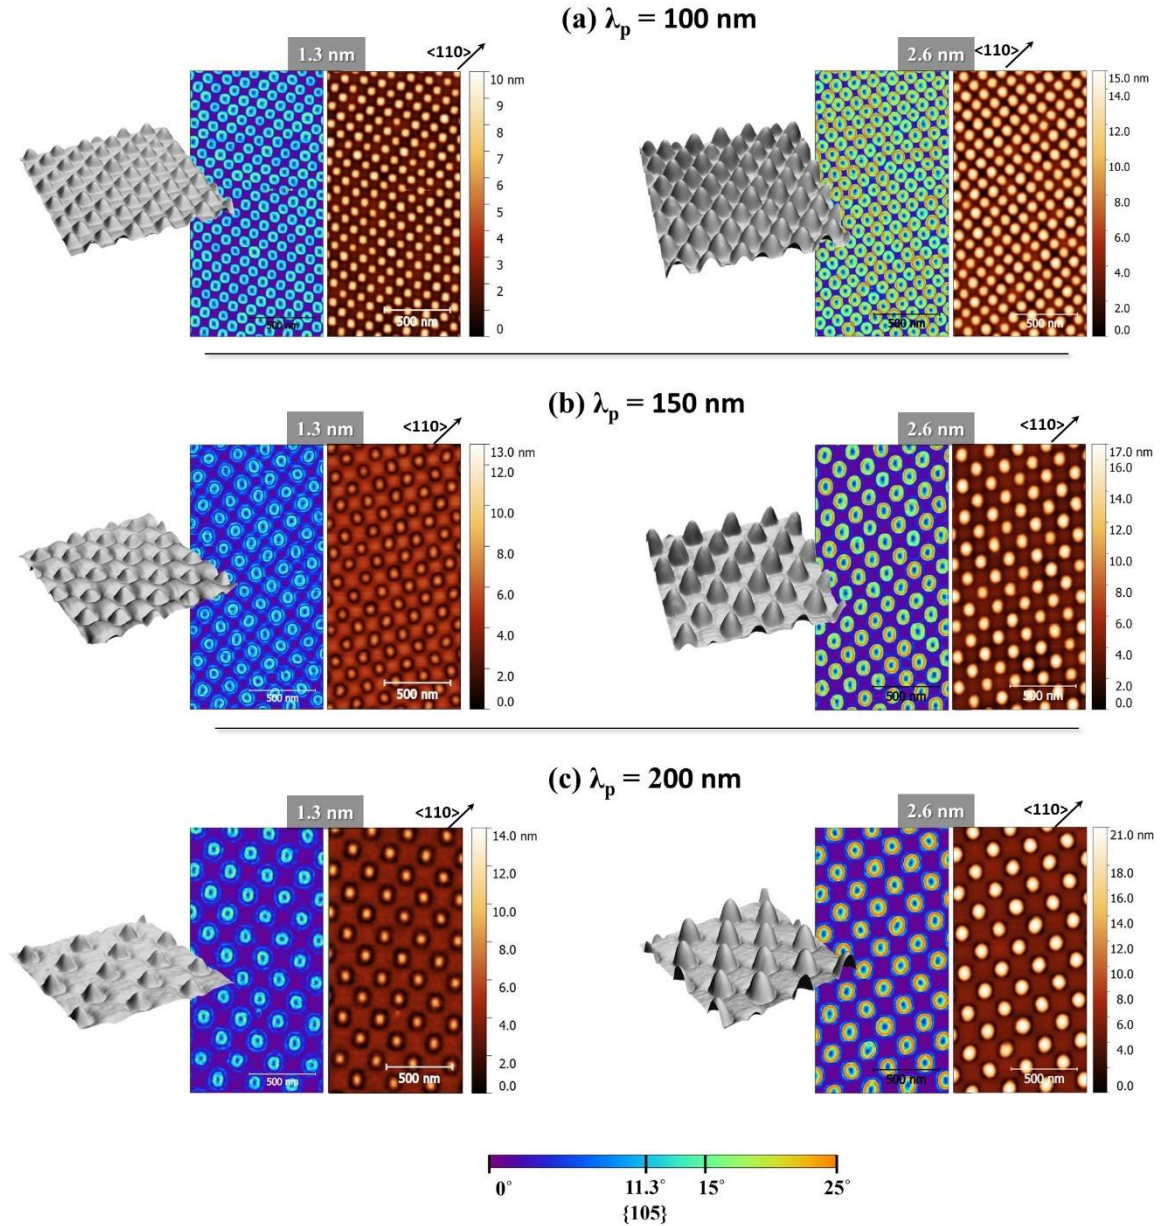 (a) λp = 100 nm
1.3 nm
<110>
10 nm
9
8
7
6
5
4
3
2
1
0
500 nm
500 nm
2.6 nm
<110>
15.0 nm
14.0
12.0
10.0
8.0
6.0
4.0
2.0
0.0
500 nm
500 nm
(b) λp = 150 nm
1.3 nm
<110>
13.0 nm
12.0
10.0
8.0
6.0
4.0
2.0
0.0
500 nm
500 nm
2.6 nm
<110>
17.0 nm
16.0
14.0
12.0
10.0
8.0
6.0
4.0
2.0
0.0
500 nm
500 nm
(c) λp = 200 nm
1.3 nm
<110>
14.0 nm
12.0
10.0
8.0
6.0
4.0
2.0
0.0
500 nm
500 nm
2.6 nm
<110>
21.0 nm
18.0
16.0
14.0
12.0
10.0
8.0
6.0
4.0
0.0
500 nm
500 nm
0° 11.3° 15° 25°
{105}